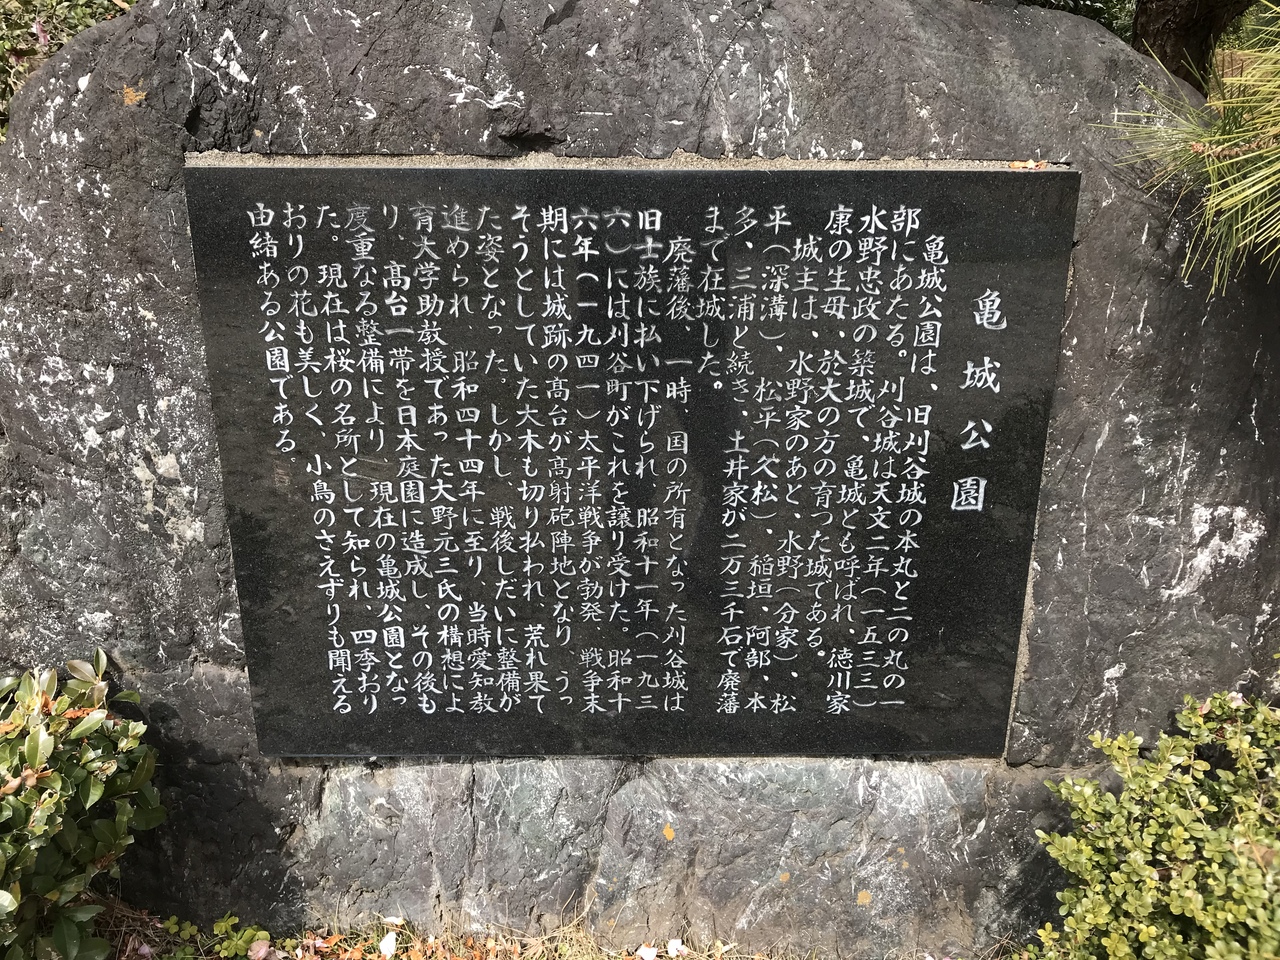 亀城公園
亀城公園は、旧刈谷城の本丸と二の丸の一
部にあたる。刈谷城は天文二年（一五三三）
水野忠政の築城で、亀城とも呼ばれ、徳川家
康の生母、於大の方の育った城である。
城主は、水野家のあと、水野（分家）、松
平（深溝）、松平（久松）、稲垣、阿部、本
多、三浦と続き、土井家が二万三千石で廃藩
まで在城した。
廃藩後、一時、国の所有となった刈谷城は
旧士族に払い下げられ、昭和十一年（一九三
六）には刈谷町がこれを譲り受けた。昭和十
六年（一九四一）太平洋戦争が勃発、戦争末
期には城跡の髙台が髙射砲陣地となり、うっ
そうとしていた大木も切り払われ、荒れ果て
た姿となった。しかし、戦後しだいに整備が
進められ、昭和四十四年に至り、当時愛知教
育大学助教授であった大野元三氏の構想によ
り、髙台一帯を日本庭園に造成し、その後も
度重なる整備により、現在の亀城公園となっ
た。現在は桜の名所として知られ、四季おり
おりの花も美しく、小鳥のさえずりも聞える
由緒ある公園である。